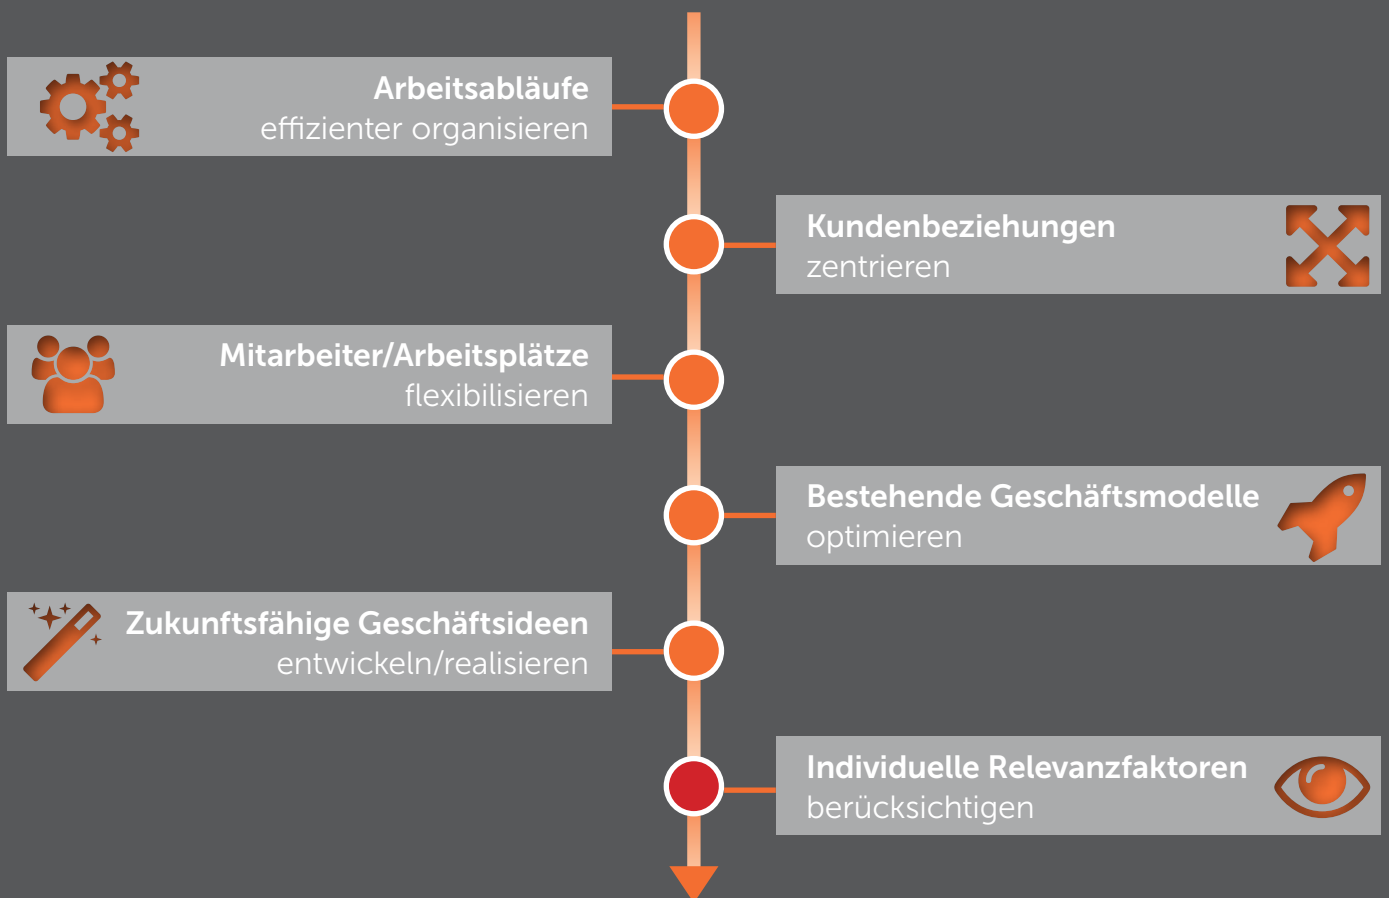 Arbeitsabläufe
effizienter organisieren
Kundenbeziehungen
zentrieren
Mitarbeiter/Arbeitsplätze
flexibilisieren
Bestehende Geschäftsmodelle
optimieren
Zukunftsfähige Geschäftsideen
entwickeln/realisieren
Individuelle Relevanzfaktoren
berücksichtigen